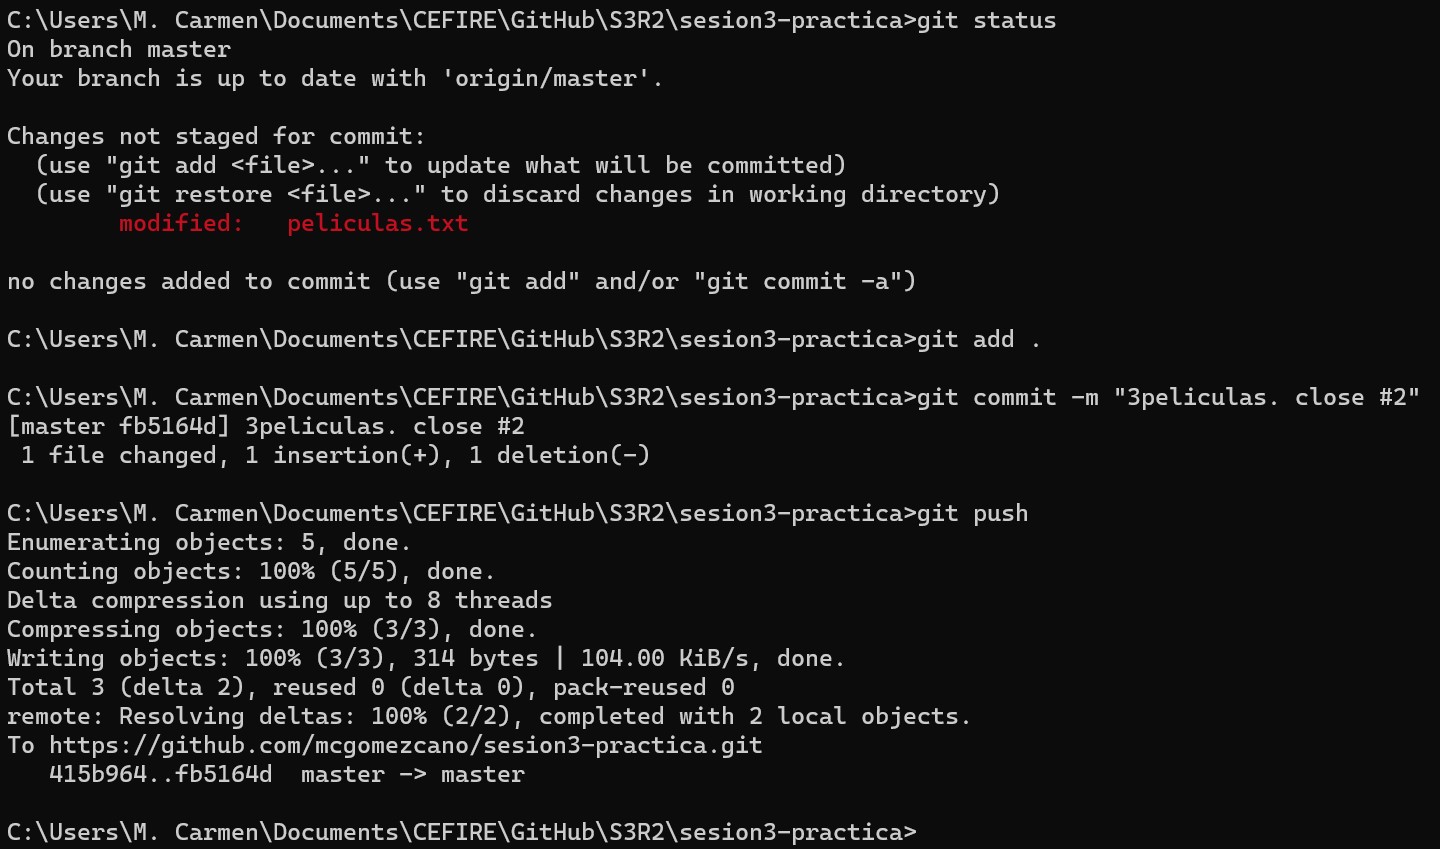 C:\Users\M. Carmen\Documents\CEFIRE\GitHub\S3R2\sesion3-practica>git status
On branch master
Your branch is up to date with 'origin/master'.

Changes not staged for commit:
  (use "git add <file>..." to update what will be committed)
  (use "git restore <file>..." to discard changes in working directory)
        modified:   peliculas.txt

no changes added to commit (use "git add" and/or "git commit -a")

C:\Users\M. Carmen\Documents\CEFIRE\GitHub\S3R2\sesion3-practica>git add .

C:\Users\M. Carmen\Documents\CEFIRE\GitHub\S3R2\sesion3-practica>git commit -m "3peliculas. close #2"
[master fb5164d] 3peliculas. close #2
 1 file changed, 1 insertion(+), 1 deletion(-)

C:\Users\M. Carmen\Documents\CEFIRE\GitHub\S3R2\sesion3-practica>git push
Enumerating objects: 5, done.
Counting objects: 100% (5/5), done.
Delta compression using up to 8 threads
Compressing objects: 100% (3/3), done.
Writing objects: 100% (3/3), 314 bytes | 104.00 KiB/s, done.
Total 3 (delta 2), reused 0 (delta 0), pack-reused 0
remote: Resolving deltas: 100% (2/2), completed with 2 local objects.
To https://github.com/mcgomezcano/sesion3-practica.git
   415b964..fb5164d  master -> master

C:\Users\M. Carmen\Documents\CEFIRE\GitHub\S3R2\sesion3-practica>